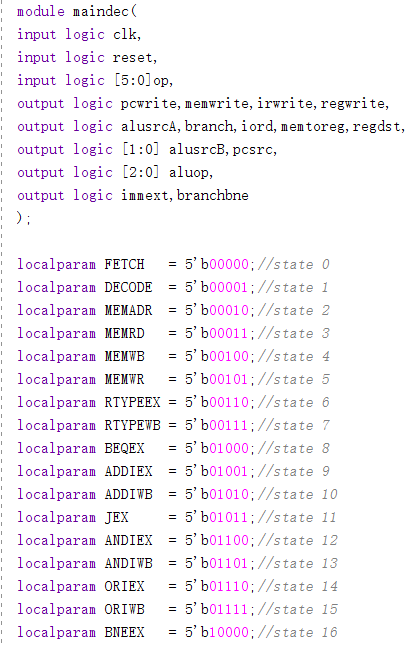 module maindec(
input logic clk,
input logic reset,
input logic [5:0]op,
output logic pcwrite,memwrite,irwrite,regwrite,
output logic alusrcA,branch,iord,memtoreg,regdst,
output logic [1:0] alusrcB,pcsrc,
output logic [2:0] aluop,
output logic immext,branchbne
);
localparam FETCH   = 5'b00000;//state 0
localparam DECODE  = 5'b00001;//state 1
localparam MEMADR  = 5'b00010;//state 2
localparam MEMRD   = 5'b00011;//state 3
localparam MEMWB   = 5'b00100;//state 4
localparam MEMWR   = 5'b00101;//state 5
localparam RTYPEEX = 5'b00110;//state 6
localparam RTYPEWB = 5'b00111;//state 7
localparam BEQEX   = 5'b01000;//state 8
localparam ADDIEX  = 5'b01001;//state 9
localparam ADDIWB  = 5'b01010;//state 10
localparam JEX     = 5'b01011;//state 11
localparam ANDIEX  = 5'b01100;//state 12
localparam ANDIWB  = 5'b01101;//state 13
localparam ORIEX   = 5'b01110;//state 14
localparam ORIWB   = 5'b01111;//state 15
localparam BNEEX   = 5'b10000;//state 16